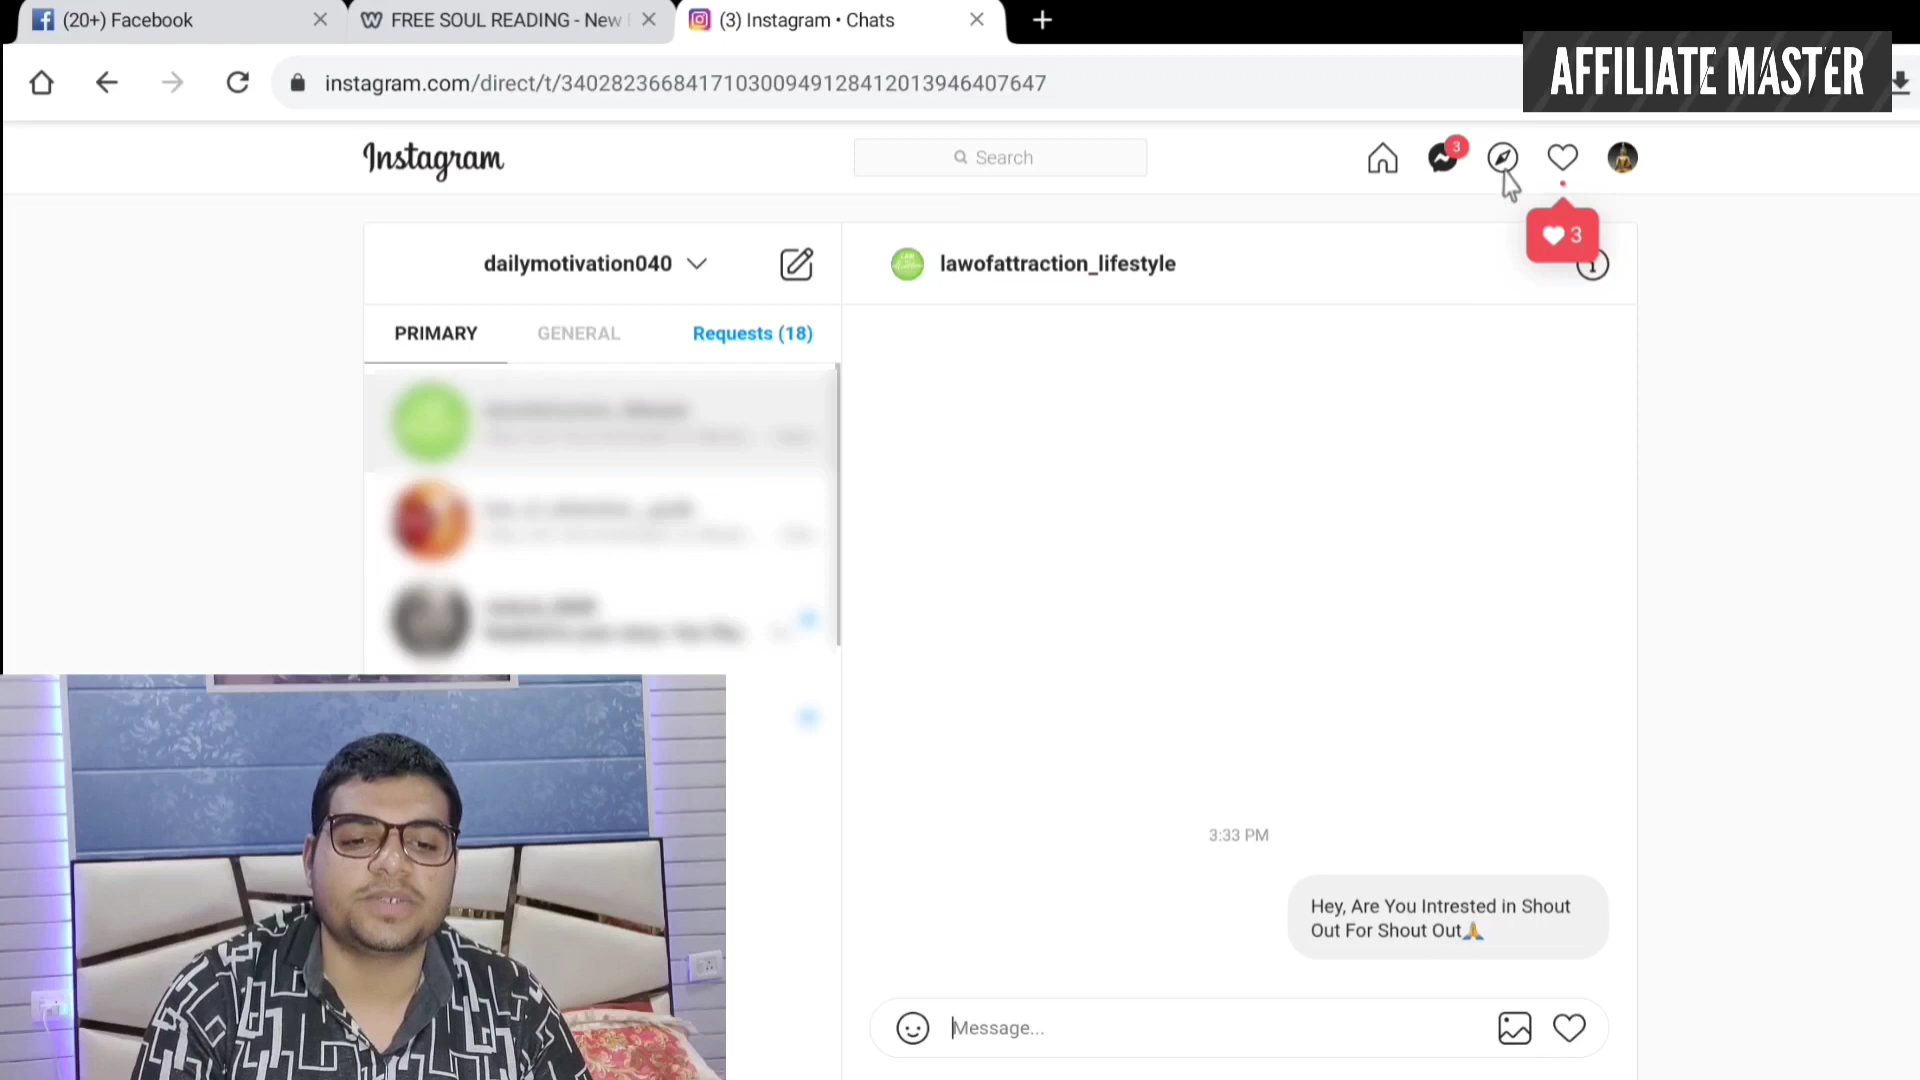 (20+) Facebook
FREE SOUL READING - New
(3) Instagram • Chats
instagram.com/direct/t/340282366841710300949128412013946407647
AFFILIATE MASTER
Instagram
Search
3
3
dailymotivation040
lawofattraction_lifestyle
PRIMARY
GENERAL
Requests (18)
3:33 PM
Hey, Are You Intrested in Shout
Out For Shout Out🙏
Message...